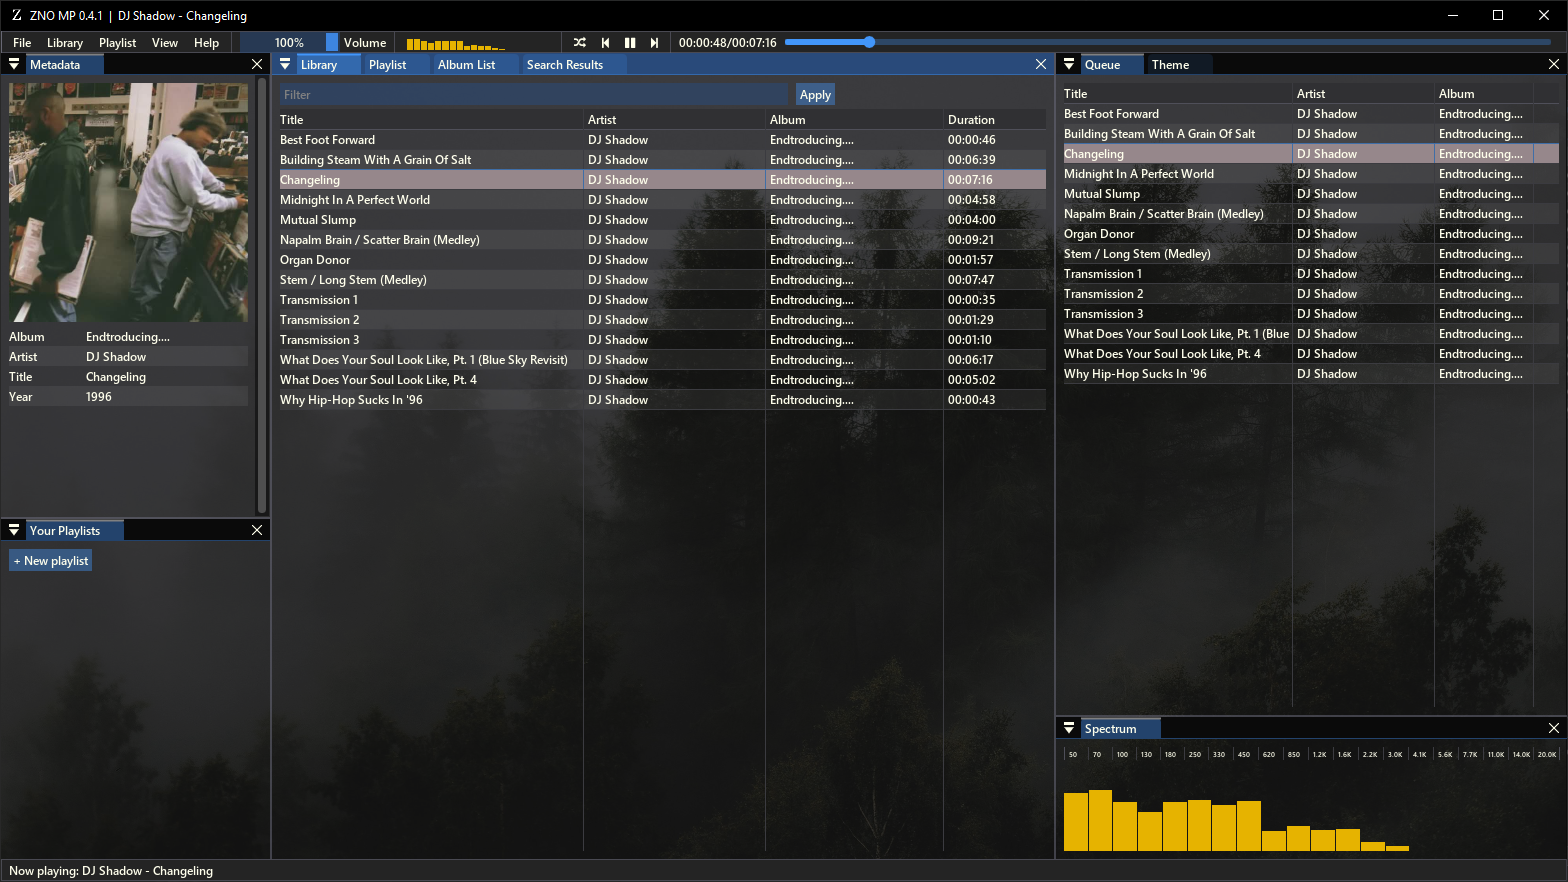 Z ZNO MP 0.4.1 | DJ Shadow - Changeling
File Library Playlist View Help 100% Volume 00:00:48/00:07:16
Metadata
Album Endtroducing....
Artist DJ Shadow
Title Changeling
Year 1996
Your Playlists
+ New playlist
Library Playlist Album List Search Results
Filter Apply
Title Artist Album Duration
Best Foot Forward DJ Shadow Endtroducing.... 00:00:46
Building Steam With A Grain Of Salt DJ Shadow Endtroducing.... 00:06:39
Changeling DJ Shadow Endtroducing.... 00:07:16
Midnight In A Perfect World DJ Shadow Endtroducing.... 00:04:58
Mutual Slump DJ Shadow Endtroducing.... 00:04:00
Napalm Brain / Scatter Brain (Medley) DJ Shadow Endtroducing.... 00:09:21
Organ Donor DJ Shadow Endtroducing.... 00:01:57
Stem / Long Stem (Medley) DJ Shadow Endtroducing.... 00:07:47
Transmission 1 DJ Shadow Endtroducing.... 00:00:35
Transmission 2 DJ Shadow Endtroducing.... 00:01:29
Transmission 3 DJ Shadow Endtroducing.... 00:01:10
What Does Your Soul Look Like, Pt. 1 (Blue Sky Revisit) DJ Shadow Endtroducing.... 00:06:17
What Does Your Soul Look Like, Pt. 4 DJ Shadow Endtroducing.... 00:05:02
Why Hip-Hop Sucks In '96 DJ Shadow Endtroducing.... 00:00:43
Queue Theme
Title Artist Album
Best Foot Forward DJ Shadow Endtroducing....
Building Steam With A Grain Of Salt DJ Shadow Endtroducing....
Changeling DJ Shadow Endtroducing....
Midnight In A Perfect World DJ Shadow Endtroducing....
Mutual Slump DJ Shadow Endtroducing....
Napalm Brain / Scatter Brain (Medley) DJ Shadow Endtroducing....
Organ Donor DJ Shadow Endtroducing....
Stem / Long Stem (Medley) DJ Shadow Endtroducing....
Transmission 1 DJ Shadow Endtroducing....
Transmission 2 DJ Shadow Endtroducing....
Transmission 3 DJ Shadow Endtroducing....
What Does Your Soul Look Like, Pt. 1 (Blue DJ Shadow Endtroducing....
What Does Your Soul Look Like, Pt. 4 DJ Shadow Endtroducing....
Why Hip-Hop Sucks In '96 DJ Shadow Endtroducing....
Spectrum
50 70 100 130 180 250 330 450 620 850 1.2K 1.6K 2.2K 3.0K 4.1K 5.6K 7.7K 11.0K 14.0K 20.0K
Now playing: DJ Shadow - Changeling